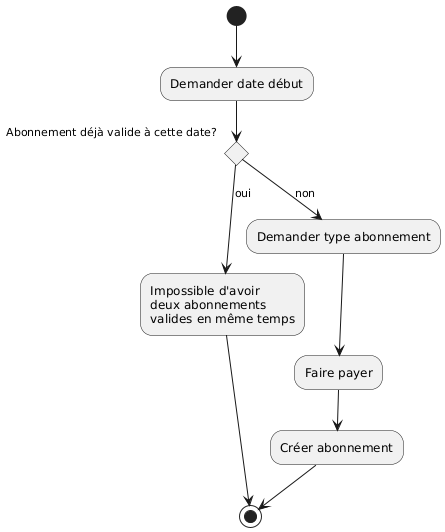 Demander date début
Abonnement déjà valide à cette date?
oui
non
Demander type abonnement
Impossible d'avoir
deux abonnements
valides en même temps
Faire payer
Créer abonnement